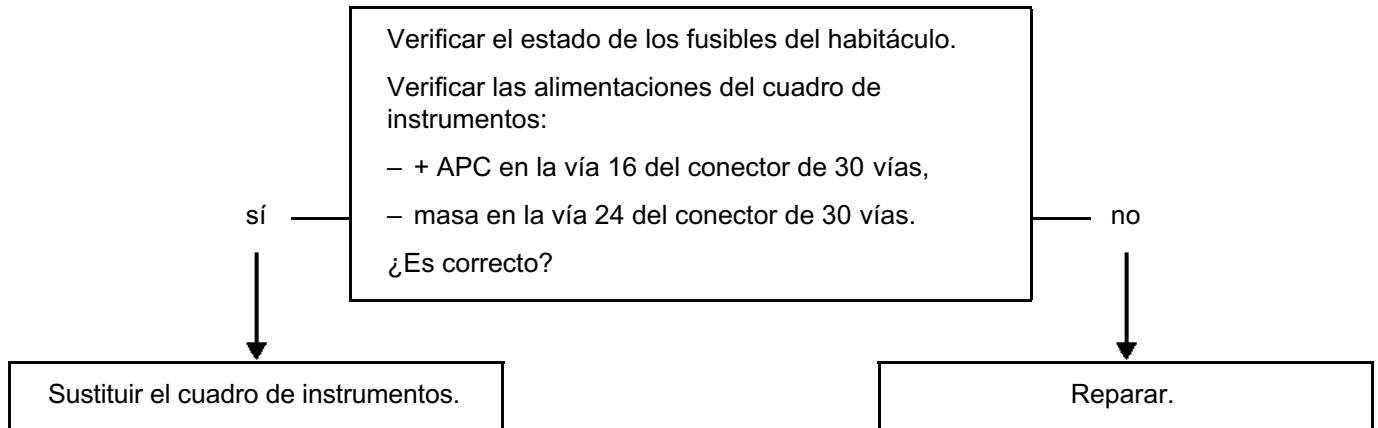 Verificar el estado de los fusibles del habitáculo.
Verificar las alimentaciones del cuadro de
instrumentos:
– + APC en la vía 16 del conector de 30 vías,
– masa en la vía 24 del conector de 30 vías.
¿Es correcto?
sí
no
Sustituir el cuadro de instrumentos.
Reparar.